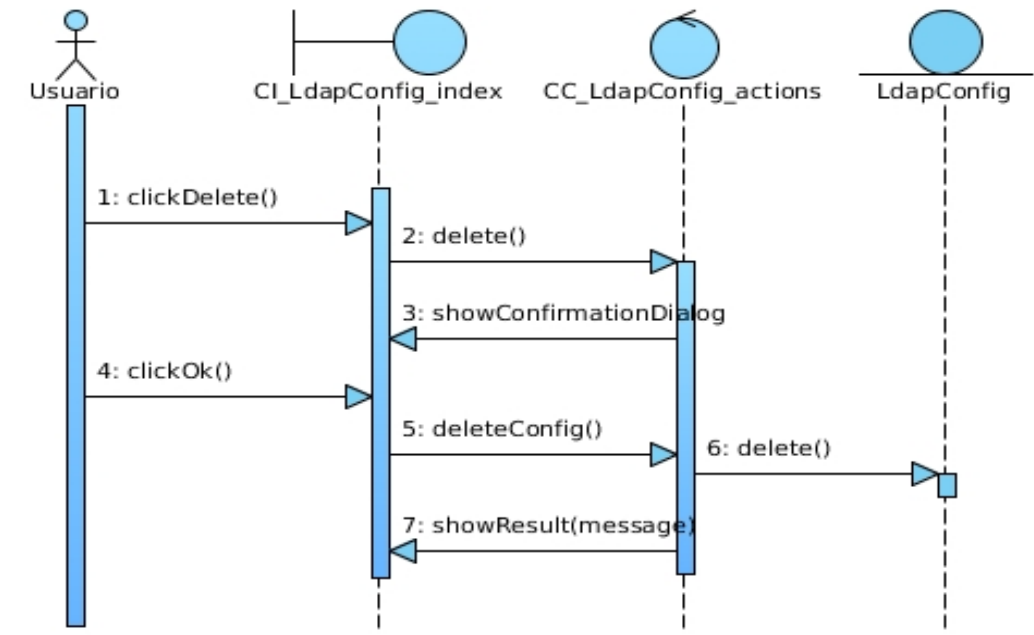 Usuario
CI_LdapConfig_index
CC_LdapConfig_actions
LdapConfig
1: clickDelete()
2: delete()
3: showConfirmationDialog
4: clickOk()
5: deleteConfig()
6: delete()
7: showResult(message)